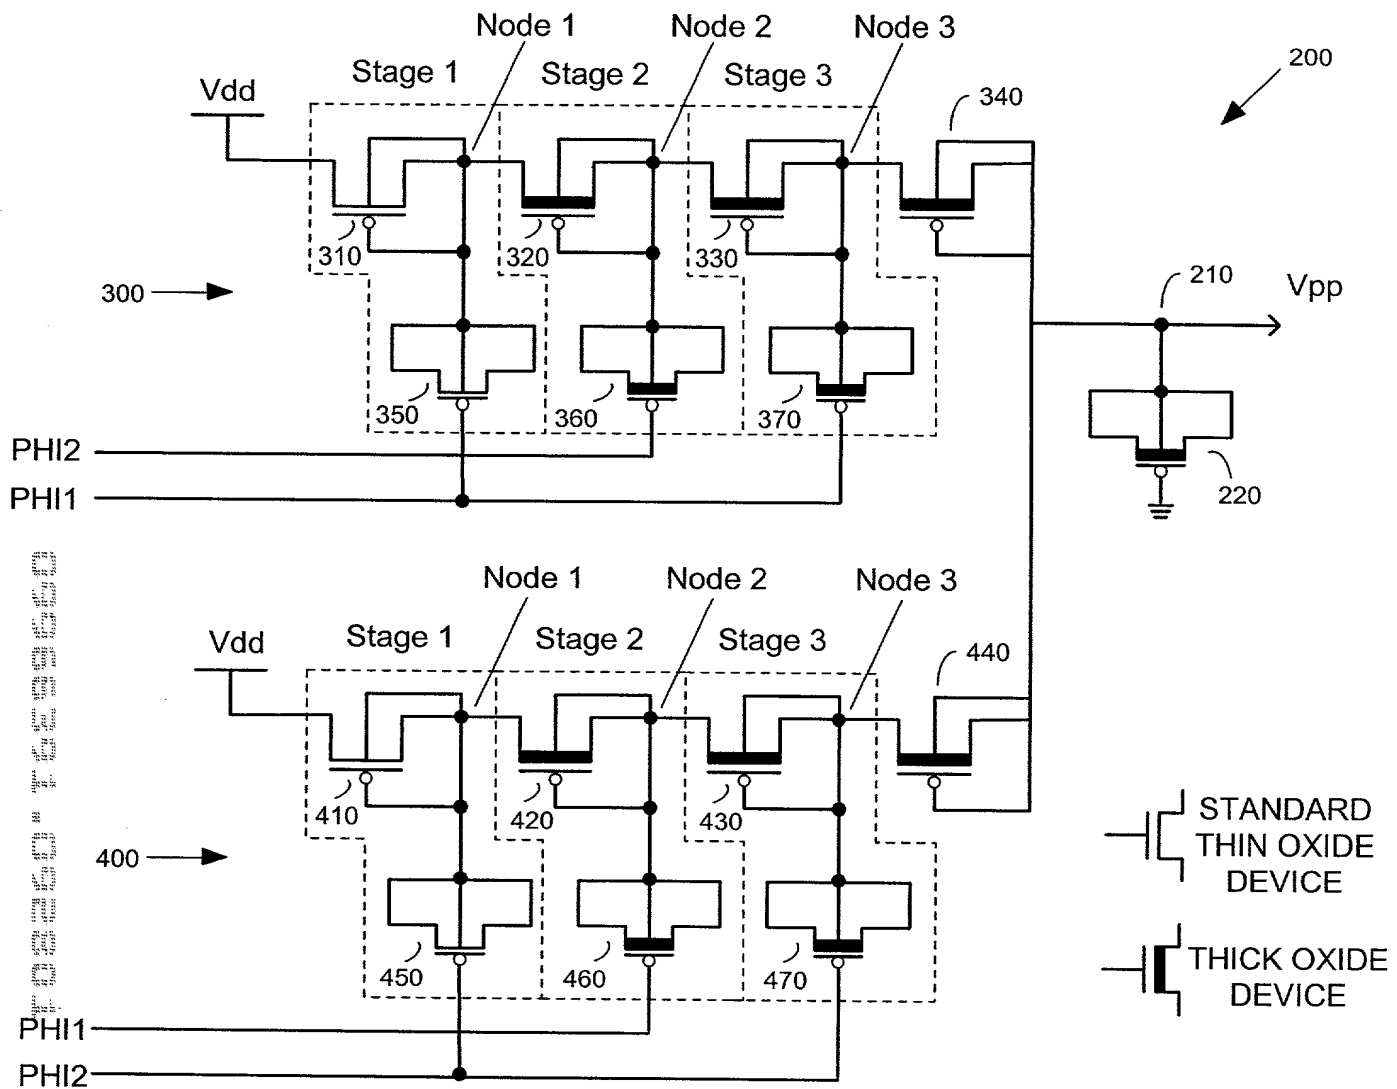 Node 1
Node 2
Node 3
200
Vdd
Stage 1
Stage 2
Stage 3
340
310
320
330
300
210
Vpp
350
360
370
PHI2
PHI1
220
Node 1
Node 2
Node 3
Vdd
Stage 1
Stage 2
Stage 3
440
410
420
430
400
STANDARD
THIN OXIDE
DEVICE
450
460
470
THICK OXIDE
DEVICE
PHI1
PHI2